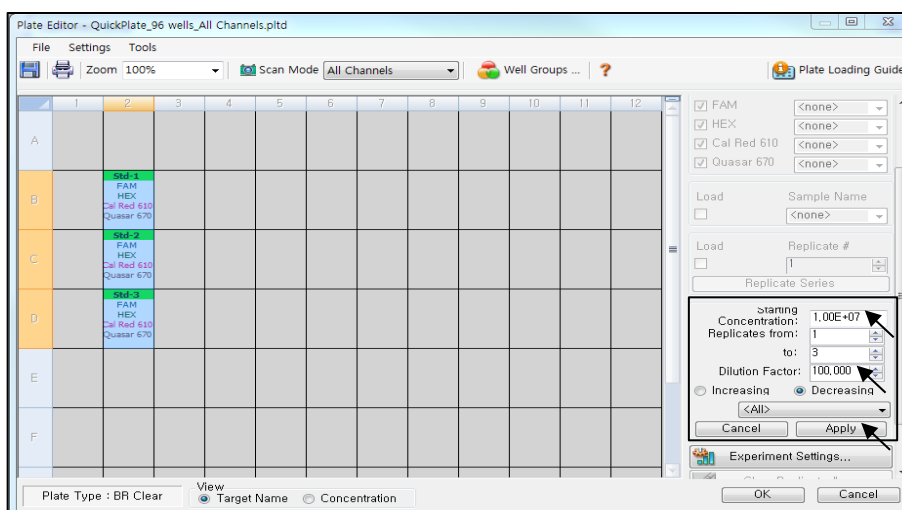 Plate Editor - QuickPlate_96 wells_All Channels.pltd
File Settings Tools
Zoom 100% Scan Mode All Channels Well Groups ... ? Plate Loading Guide
1 2 3 4 5 6 7 8 9 10 11 12
A
B
Std-1
FAM
HEX
Cal Red 610
Quasar 670
C
Std-2
FAM
HEX
Cal Red 610
Quasar 670
D
Std-3
FAM
HEX
Cal Red 610
Quasar 670
E
F
FAM <none>
HEX <none>
Cal Red 610 <none>
Quasar 670 <none>
Load Sample Name
<none>
Load Replicate #
1
Replicate Series
Starting
Concentration: 1,00E+07
Replicates from: 1
to: 3
Dilution Factor: 100,000
Increasing Decreasing
<All>
Cancel Apply
Experiment Settings...
Plate Type : BR Clear
View
Target Name Concentration
OK Cancel